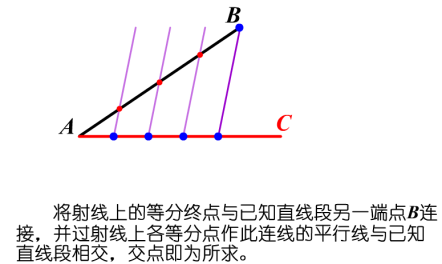 B
A
C
将射线上的等分终点与已知直线段另一端点B连
接，并过射线上各等分点作此连线的平行线与已知
直线段相交，交点即为所求。